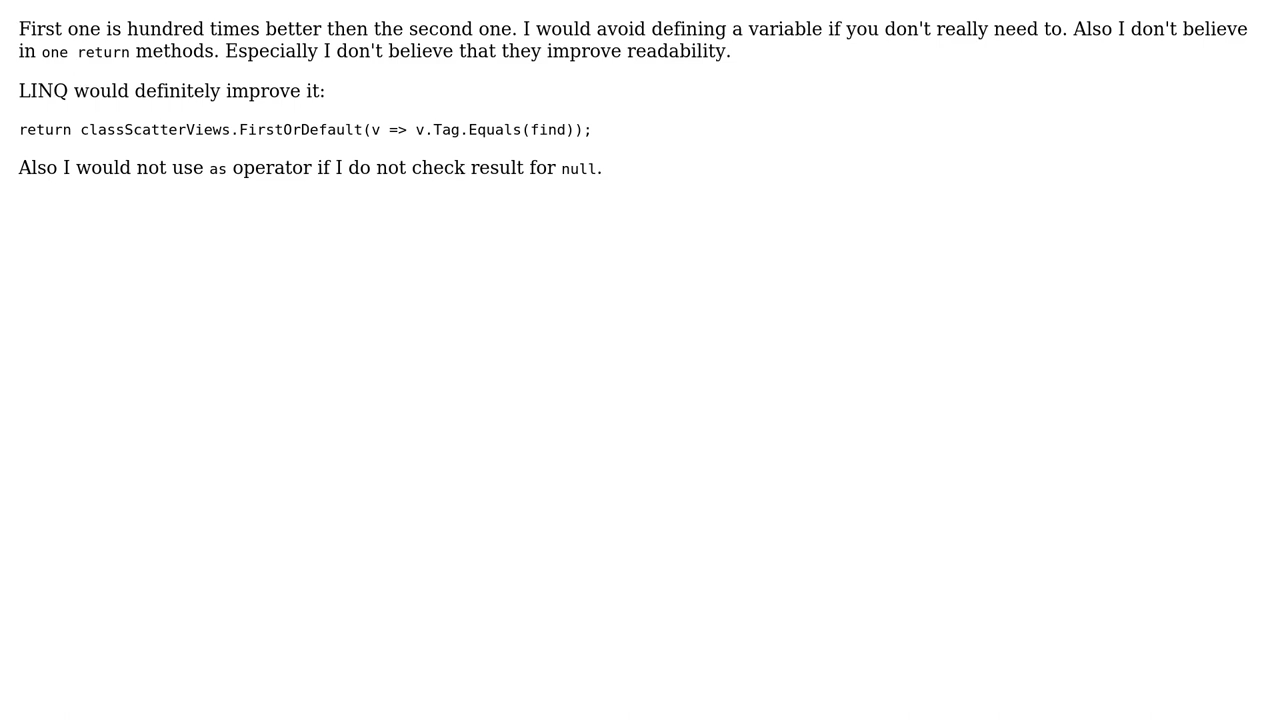 First one is hundred times better then the second one. I would avoid defining a variable if you don't really need to. Also I don't believe
in one return methods. Especially I don't believe that they improve readability.
LINQ would definitely improve it:
return classScatterViews.FirstOrDefault(v => v.Tag.Equals(find));
Also I would not use as operator if I do not check result for null.